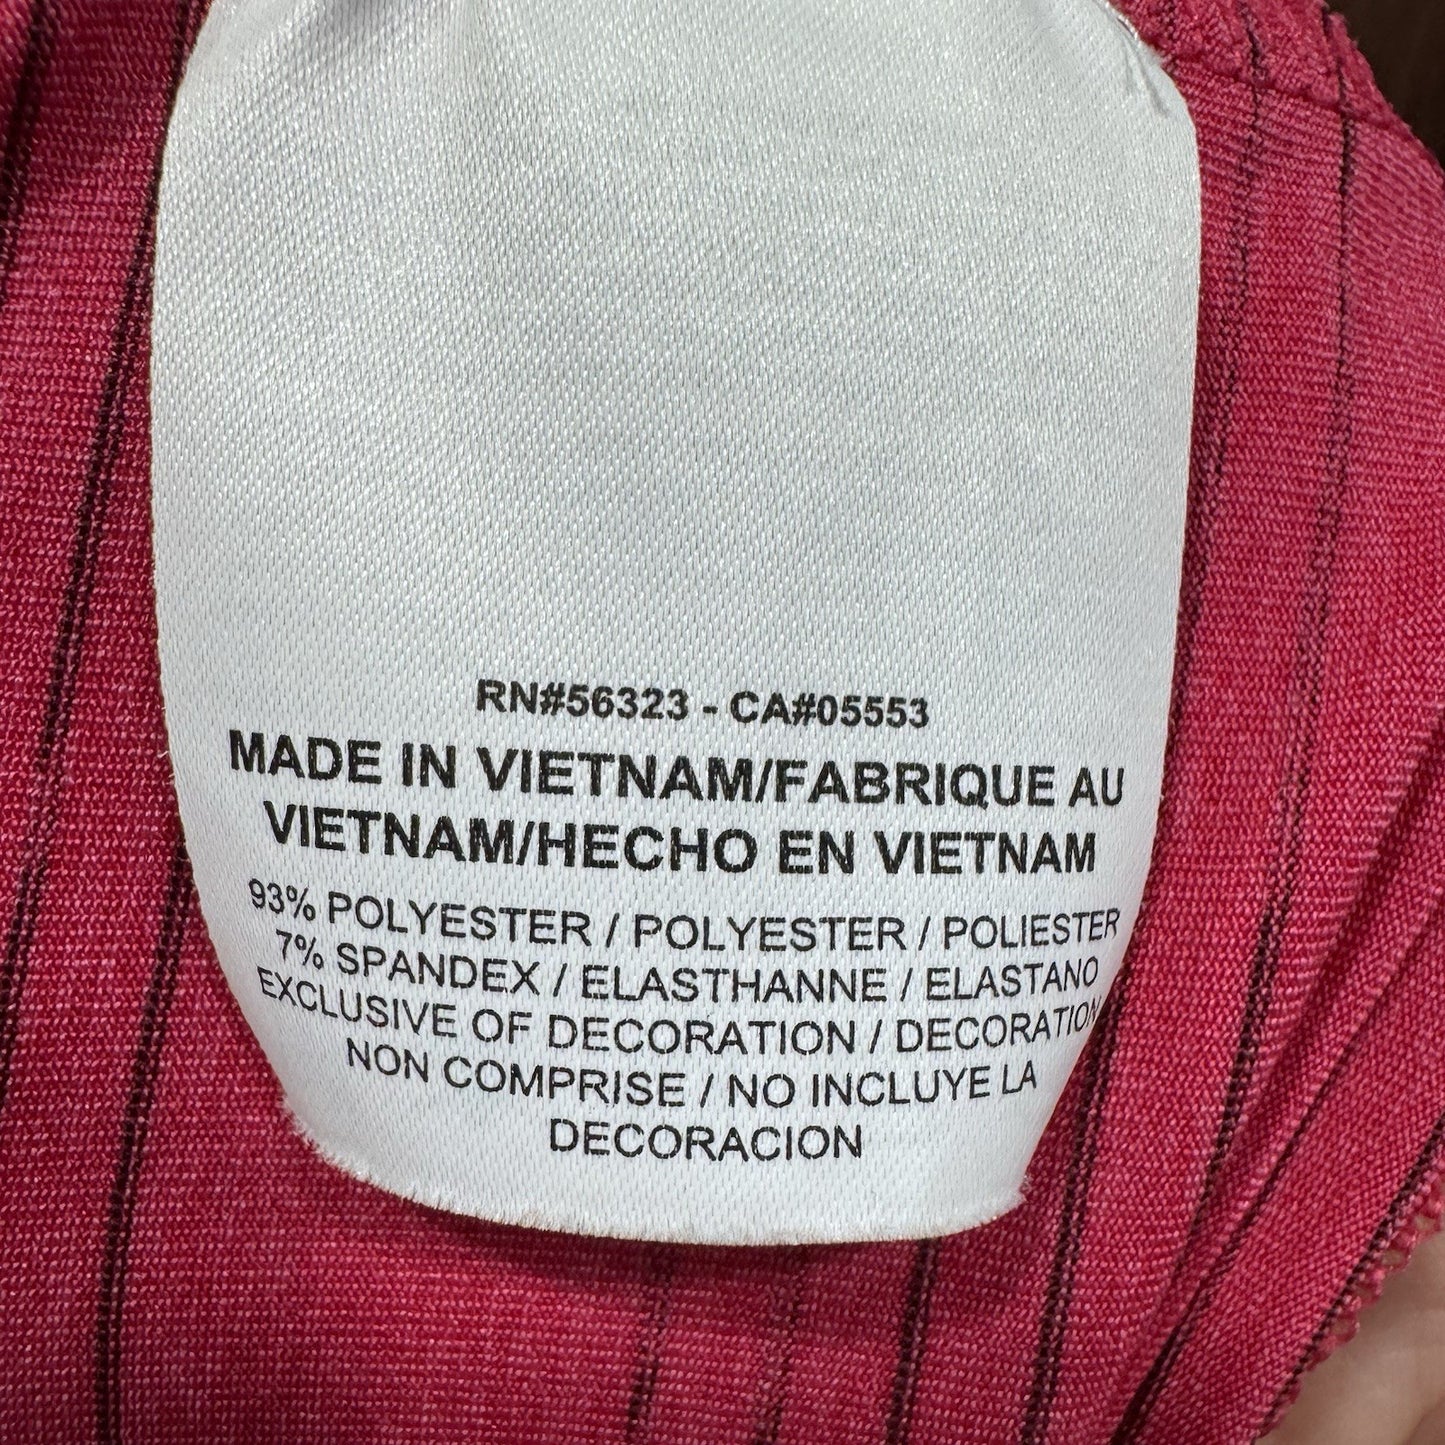 RN#56323 - CA#05553
MADE IN VIETNAM/FABRIQUE AU
VIETNAM/HECHO EN VIETNAM
93% POLYESTER / POLYESTER / POLIESTER
7% SPANDEX / ELASTHANNE / ELASTANO
EXCLUSIVE OF DECORATION / DECORATION
NON COMPRISE / NO INCLUYE LA
DECORACION